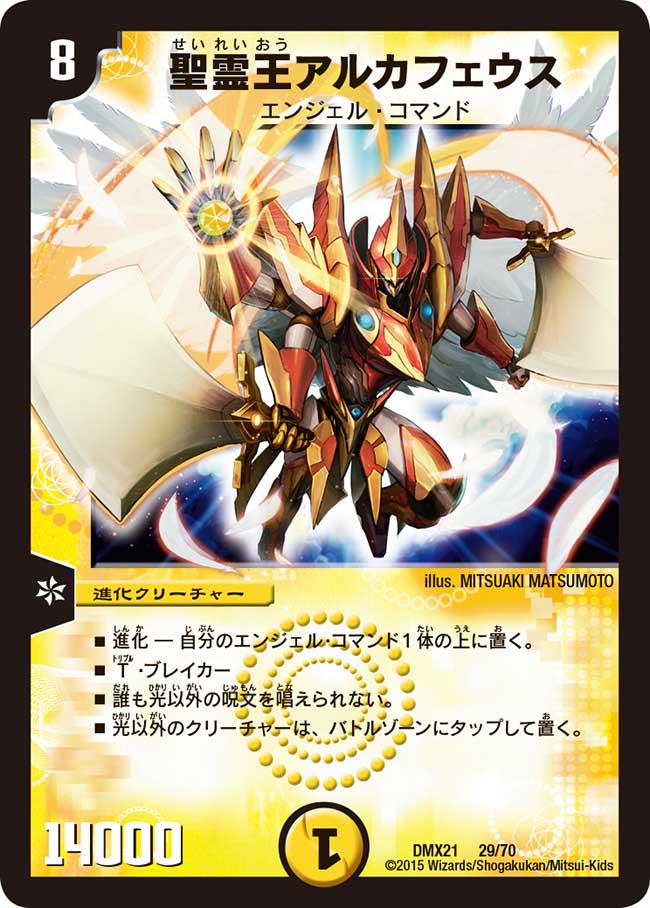 8
せいれいおう
聖霊王アルカフェウス
エンジェル・コマンド
illus. MITSUAKI MATSUMOTO
進化クリーチャー
■ 進化 ― 自分のエンジェル・コマンド1体の上に置く。
■ T・ブレイカー
■ 誰も光以外の呪文を唱えられない。
■ 光以外のクリーチャーは、バトルゾーンにタップして置く。
14000
1
DMX21 29/70
©2015 Wizards/Shogakukan/Mitsui-Kids